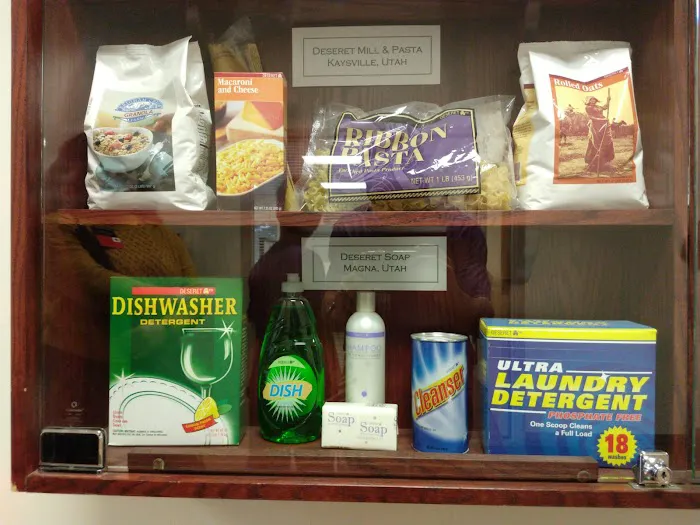 DESERET MILL & PASTA
KAYSVILLE, UTAH
GRANOLA
DESERET
Macaroni
and Cheese
RIBBON
PASTA
NET WT 1 LB (453 g)
Rolled Oats
DESERET SOAP
MAGNA, UTAH
DESERET
DISHWASHER
DETERGENT
DISH
Soap
Soap
Cleanser
DESERET
ULTRA
LAUNDRY
DETERGENT
PHOSPHATE FREE
One Scoop Cleans
a Full Load
18
washes